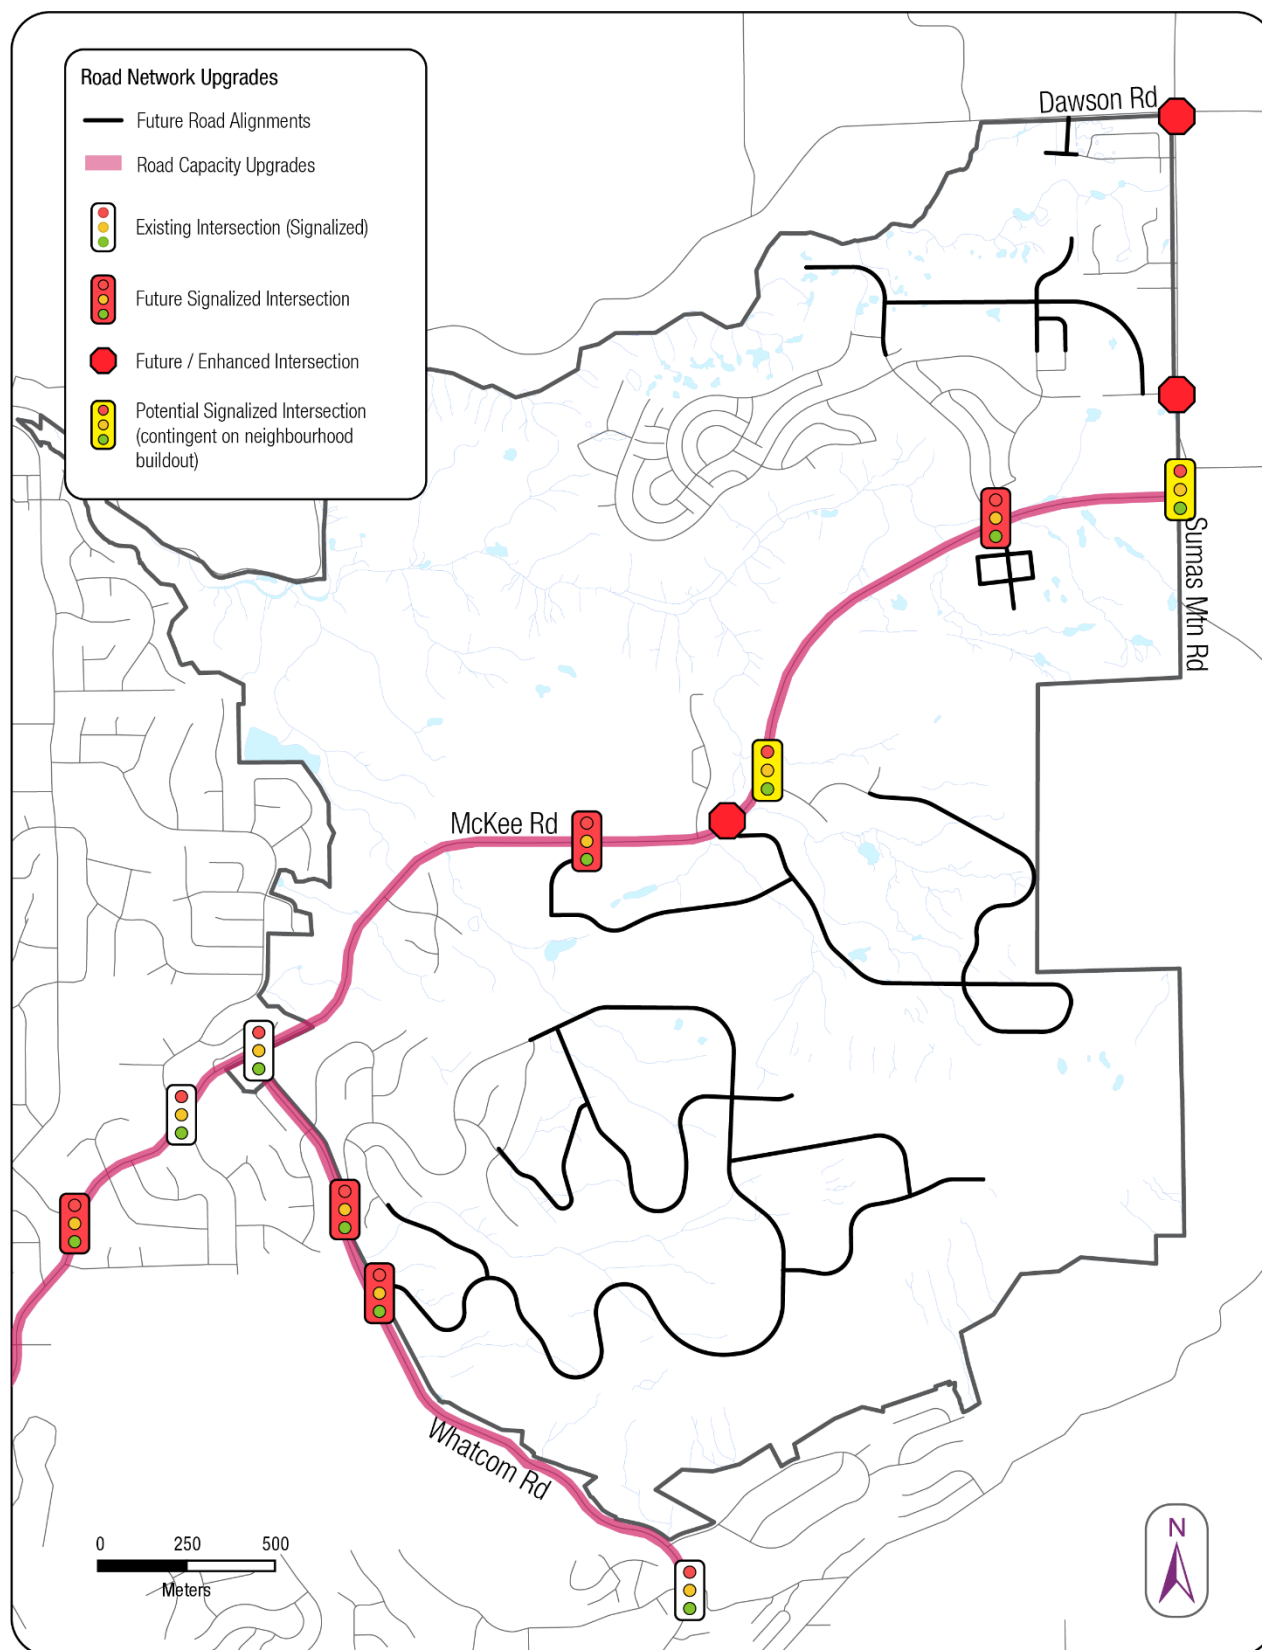 Road Network Upgrades
Future Road Alignments
Road Capacity Upgrades
Existing Intersection (Signalized)
Future Signalized Intersection
Future / Enhanced Intersection
Potential Signalized Intersection
(contingent on neighbourhood
buildout)
Dawson Rd
Sumas Mtn Rd
McKee Rd
Whatcom Rd
0 250 500
Meters
N